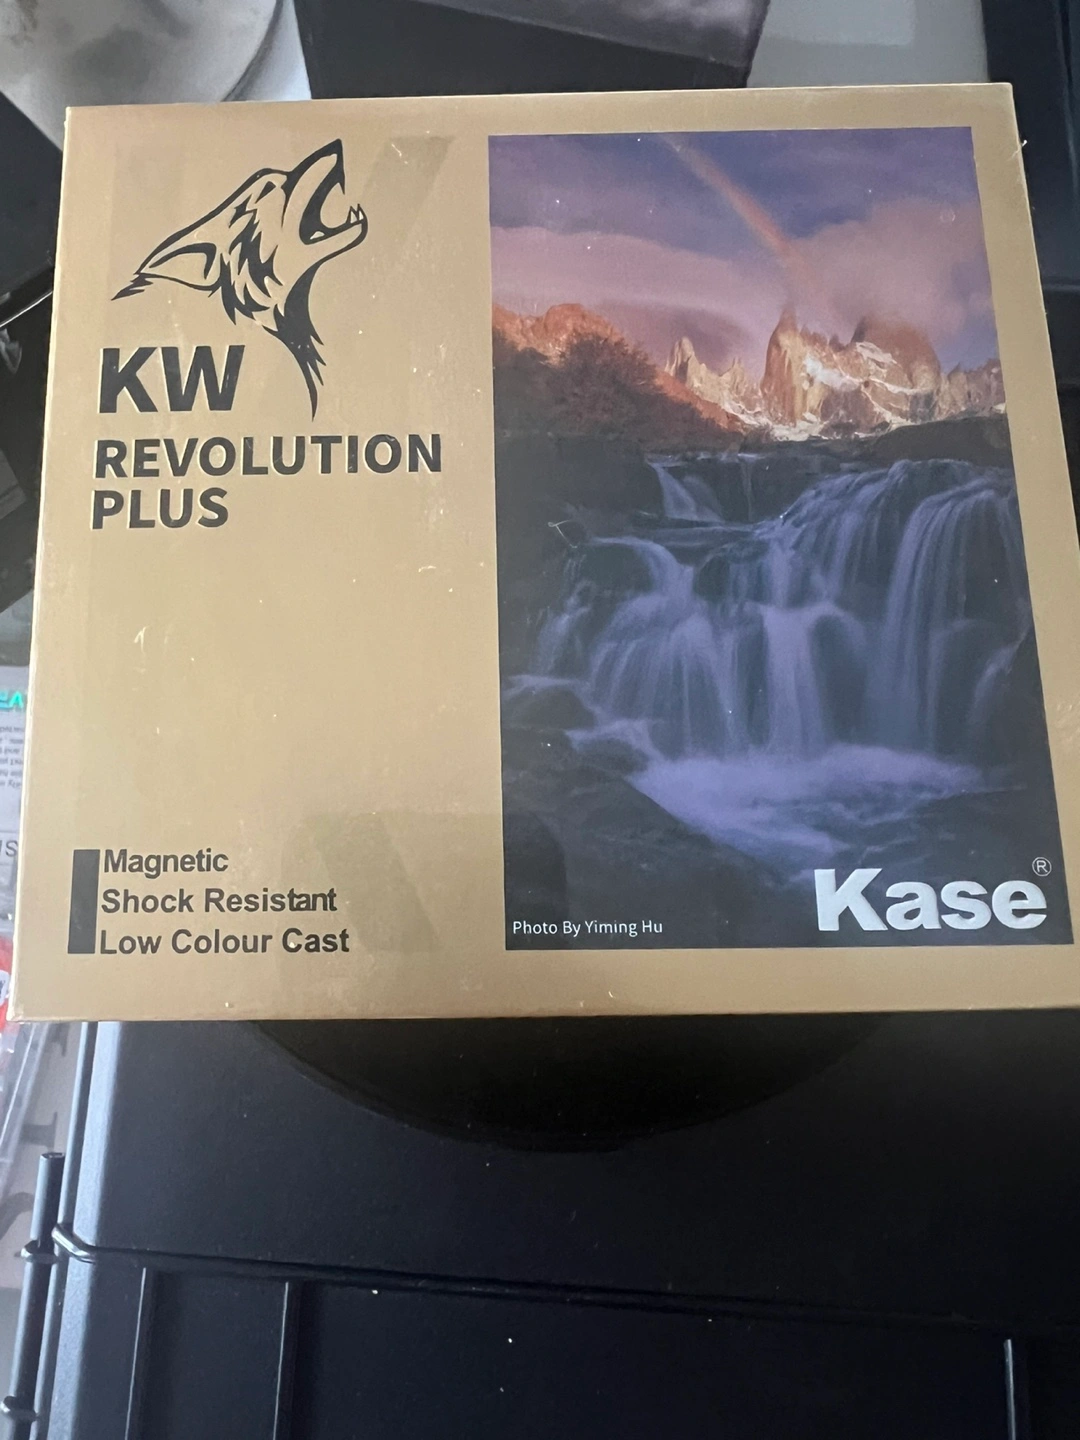 KW
REVOLUTION
PLUS
Magnetic
Shock Resistant
Low Colour Cast
Photo By Yiming Hu
Kase®